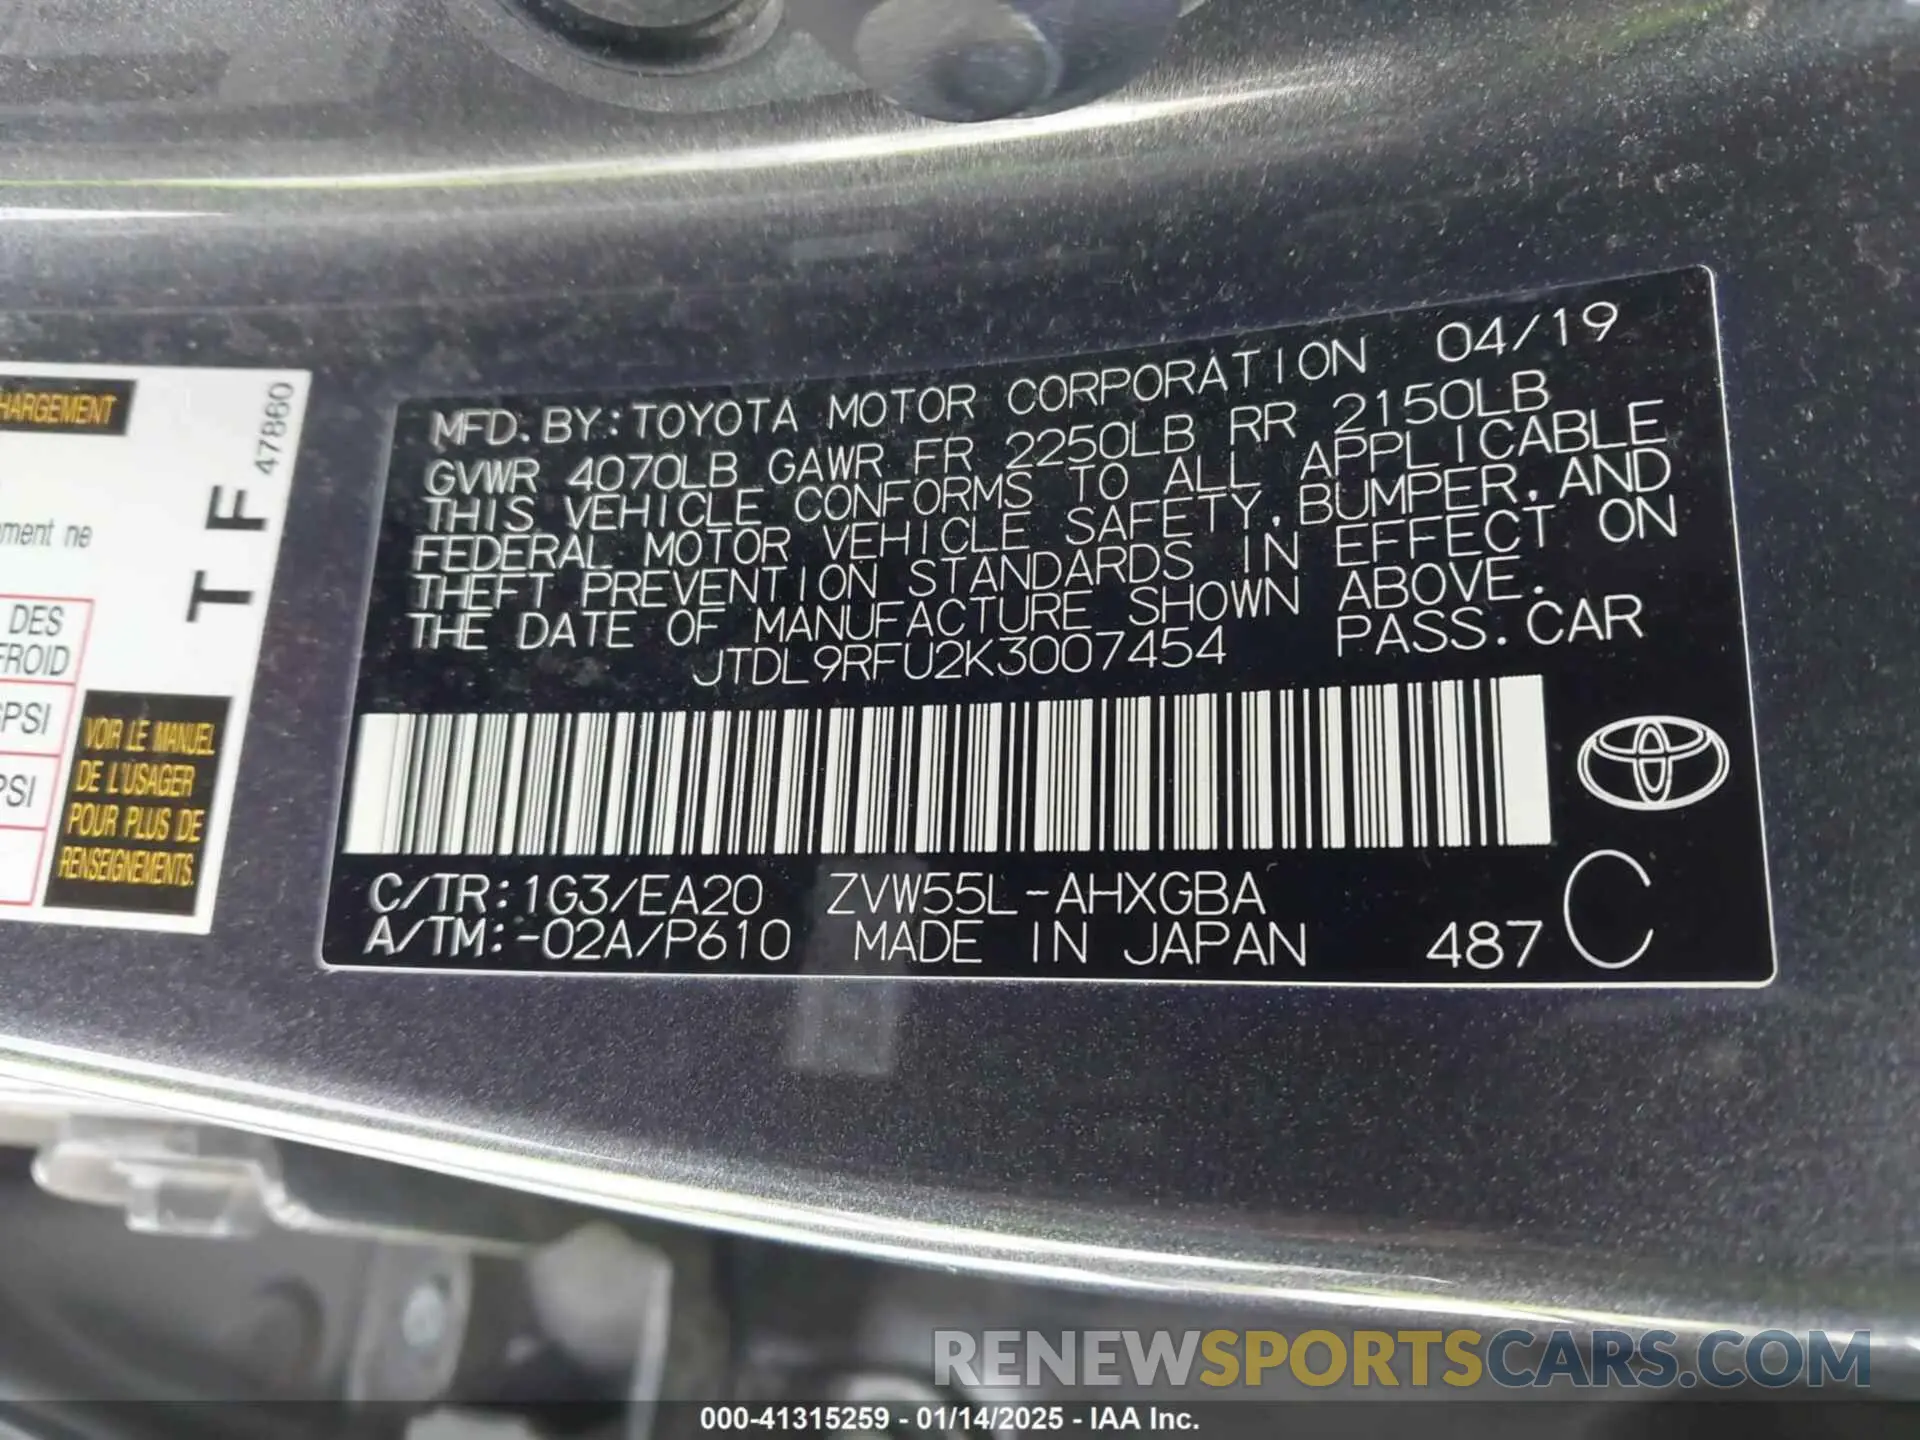 HARGEMENT
47860
T F
ment ne
DES
FROID
PSI
PSI
VOIR LE MANUEL
DE L'USAGER
POUR PLUS DE
RENSEIGNEMENTS.
MFD. BY: TOYOTA MOTOR CORPORATION 04/19
GVWR 4070LB GAWR FR 2250LB RR 2150LB
THIS VEHICLE CONFORMS TO ALL APPLICABLE
FEDERAL MOTOR VEHICLE SAFETY, BUMPER, AND
THEFT PREVENTION STANDARDS IN EFFECT ON
THE DATE OF MANUFACTURE SHOWN ABOVE.
JTDL9RFU2K3007454 PASS. CAR
C/TR: 1G3/EA20 ZVW55L-AHXGBA
A/TM: -02A/P610 MADE IN JAPAN 487 C
RENEWSPORTSCARS.COM
000-41315259 - 01/14/2025 - IAA Inc.